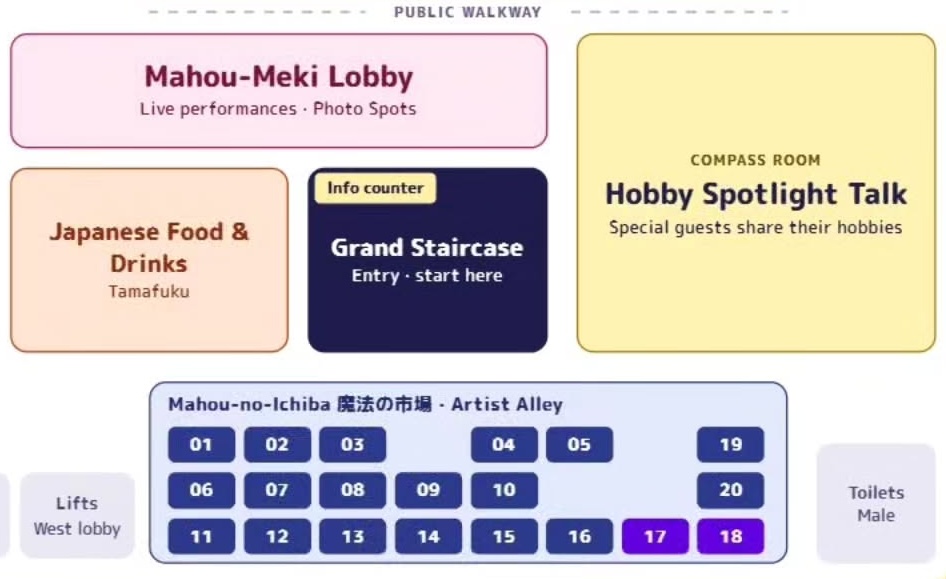 PUBLIC WALKWAY
Mahou-Meki Lobby
Live performances · Photo Spots
COMPASS ROOM
Hobby Spotlight Talk
Special guests share their hobbies
Japanese Food &
Drinks
Tamafuku
Info counter
Grand Staircase
Entry · start here
Mahou-no-Ichiba 魔法の市場 · Artist Alley
01 02 03 04 05 19
06 07 08 09 10 20
11 12 13 14 15 16 17 18
Lifts
West lobby
Toilets
Male